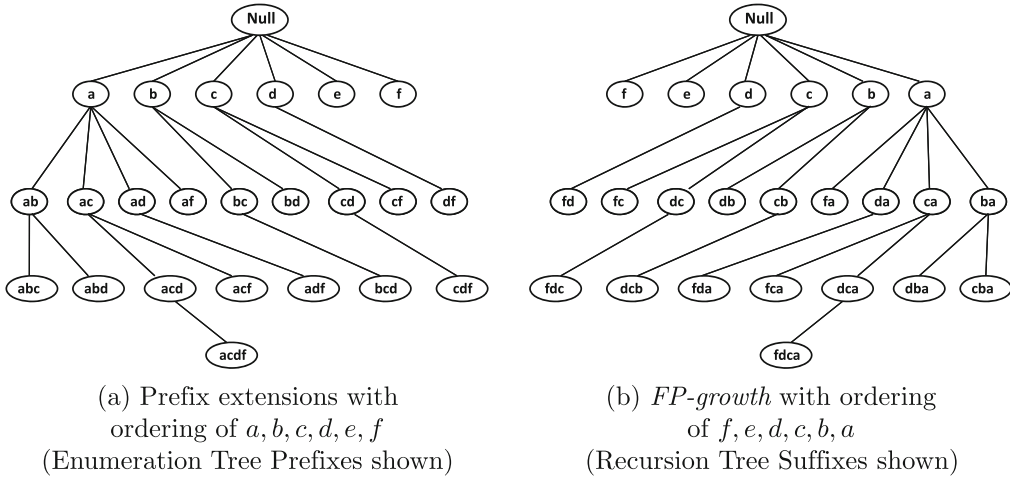 Null Null
a b c d e f f e d c b a
ab ac ad af bc bd cd cf df fd fc dc db cb fa da ca ba
abc abd acd acf adf bcd cdf fdc dcb fda fca dca dba cba
acdf fdca
(a) Prefix extensions with
ordering of a, b, c, d, e, f
(Enumeration Tree Prefixes shown)
(b) FP-growth with ordering
of f, e, d, c, b, a
(Recursion Tree Suffixes shown)